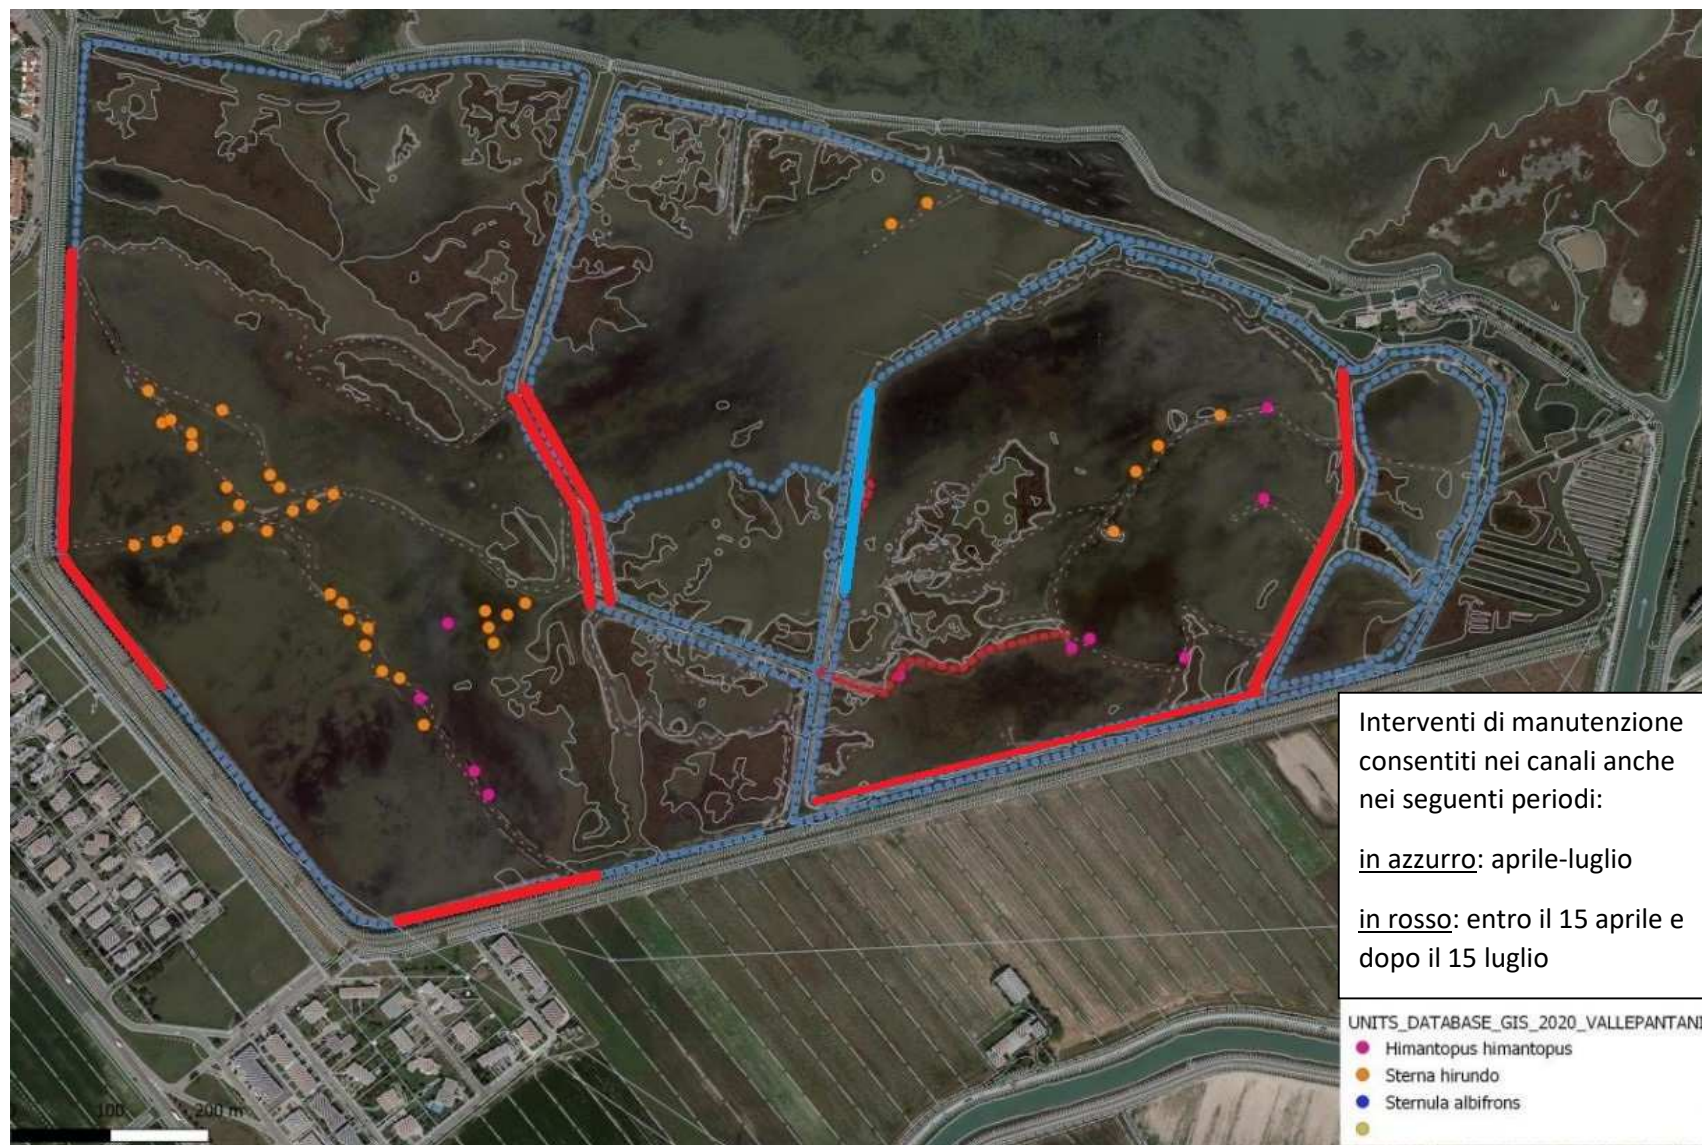 Interventi di manutenzione
consentiti nei canali anche
nei seguenti periodi:
in azzurro: aprile-luglio
in rosso: entro il 15 aprile e
dopo il 15 luglio
UNITS_DATABASE_GIS_2020_VALLEPANTANI
Himantopus himantopus
Sterna hirundo
Sternula albifrons
100
200 m